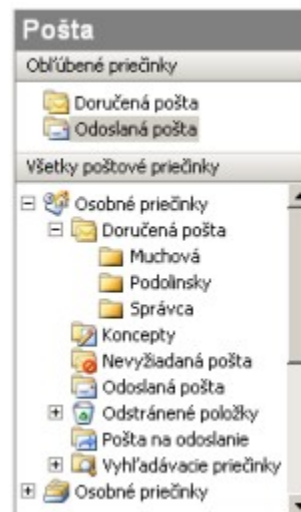 Pošta
Obľúbené priečinky
Doručená pošta
Odoslaná pošta
Všetky poštové priečinky
Osobné priečinky
Doručená pošta
Muchová
Podolinsky
Správca
Koncepty
Nevyžiadaná pošta
Odoslaná pošta
Odstránené položky
Pošta na odoslanie
Vyhľadávacie priečinky
Osobné priečinky